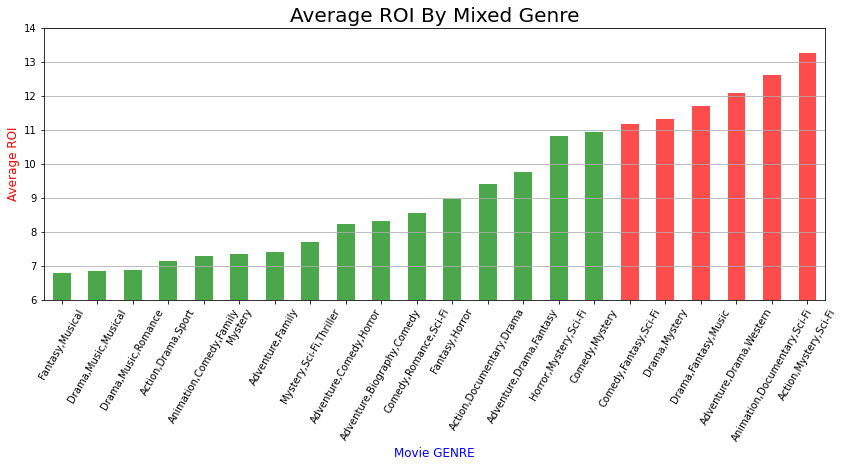 Average ROI By Mixed Genre
Average ROI
14
13
12
11
10
9
8
7
6
Fantasy,Musical
Drama,Music,Musical
Drama,Music,Romance
Action,Drama,Sport
Animation,Comedy,Family
Mystery
Adventure,Family
Mystery,Sci-Fi,Thriller
Adventure,Comedy,Horror
Adventure,Biography,Comedy
Comedy,Romance,Sci-Fi
Fantasy,Horror
Action,Documentary,Drama
Adventure,Drama,Fantasy
Horror,Mystery,Sci-Fi
Comedy,Mystery
Comedy,Fantasy,Sci-Fi
Drama,Mystery
Drama,Fantasy,Music
Adventure,Drama,Western
Animation,Documentary,Sci-Fi
Action,Mystery,Sci-Fi
Movie GENRE